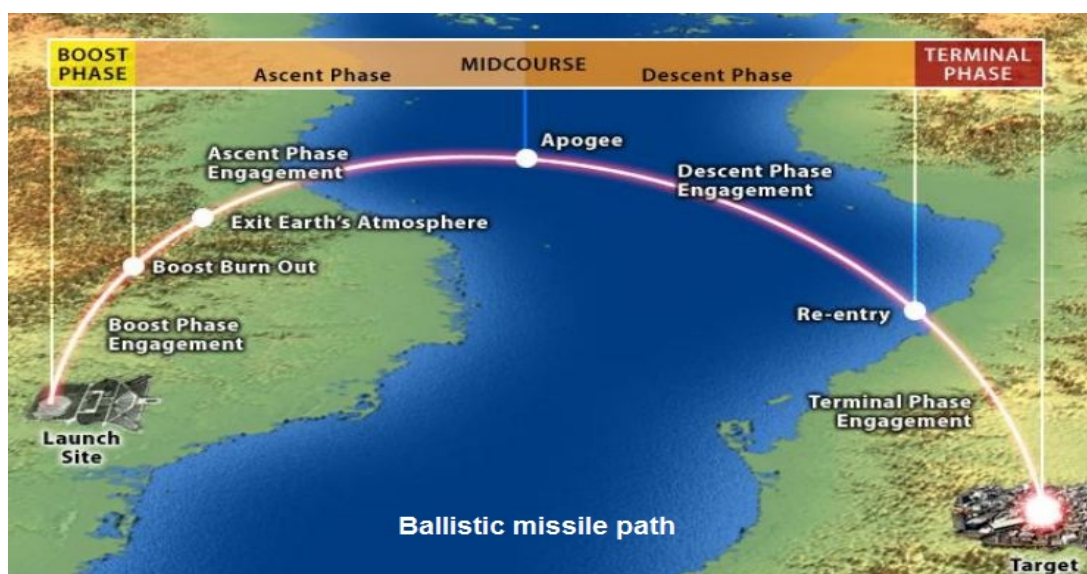 BOOST
PHASE
Ascent Phase
MIDCOURSE
Descent Phase
TERMINAL
PHASE
Apogee
Ascent Phase
Engagement
Descent Phase
Engagement
Exit Earth's Atmosphere
Boost Burn Out
Re-entry
Boost Phase
Engagement
Terminal Phase
Engagement
Launch
Site
Ballistic missile path
Target